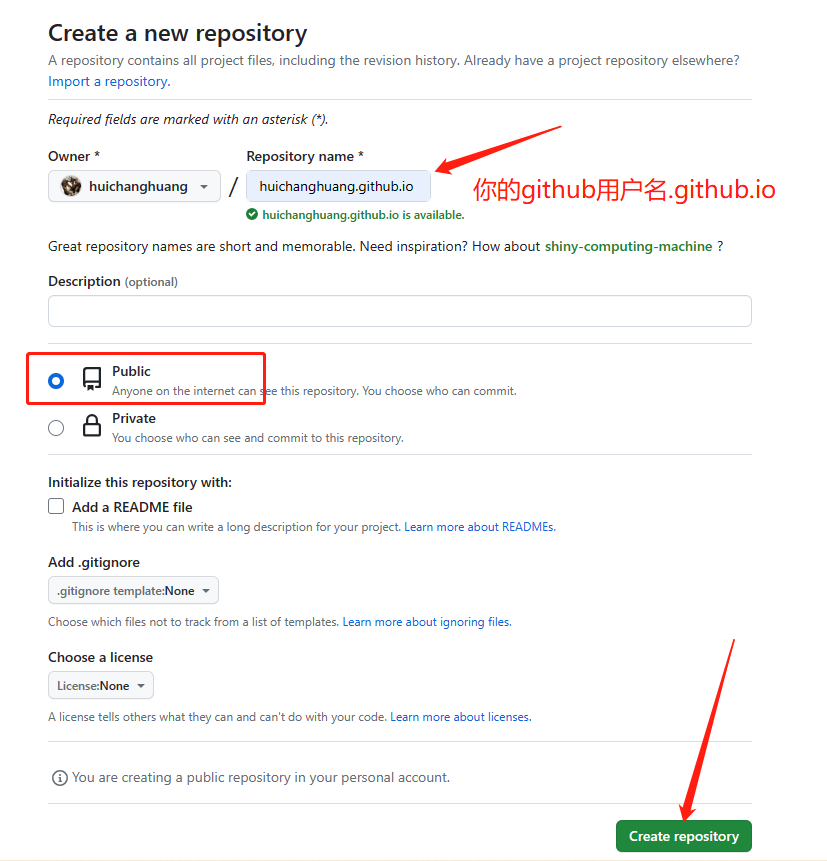 Create a new repository
A repository contains all project files, including the revision history. Already have a project repository elsewhere?
Import a repository.
Required fields are marked with an asterisk (*).
Owner * Repository name *
huichanghuang / huichanghuang.github.io
你的github用户名.github.io
huichanghuang.github.io is available.
Great repository names are short and memorable. Need inspiration? How about shiny-computing-machine ?
Description (optional)
Public
Anyone on the internet can see this repository. You choose who can commit.
Private
You choose who can see and commit to this repository.
Initialize this repository with:
Add a README file
This is where you can write a long description for your project. Learn more about READMEs.
Add .gitignore
.gitignore template:None
Choose which files not to track from a list of templates. Learn more about ignoring files.
Choose a license
License:None
A license tells others what they can and can't do with your code. Learn more about licenses.
You are creating a public repository in your personal account.
Create repository